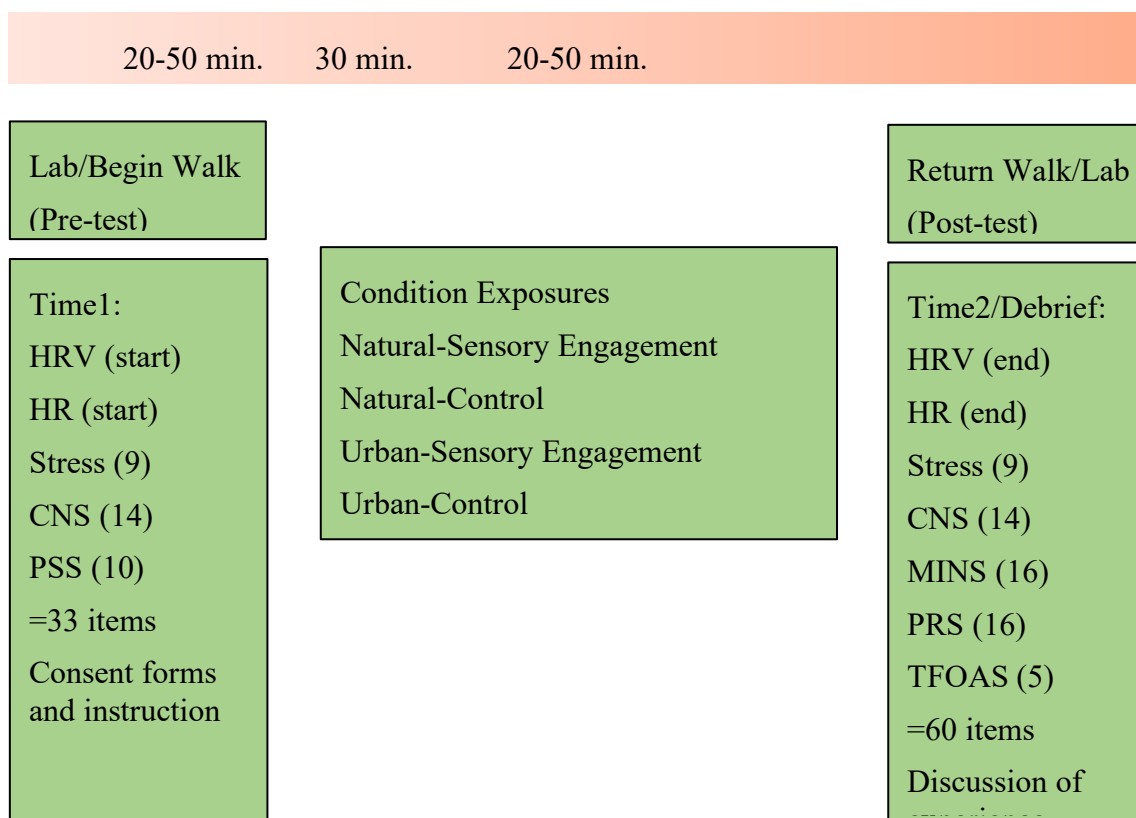 20-50 min. 30 min. 20-50 min.
Lab/Begin Walk
(Pre-test)
Time1:
HRV (start)
HR (start)
Stress (9)
CNS (14)
PSS (10)
=33 items
Consent forms
and instruction
Condition Exposures
Natural-Sensory Engagement
Natural-Control
Urban-Sensory Engagement
Urban-Control
Return Walk/Lab
(Post-test)
Time2/Debrief:
HRV (end)
HR (end)
Stress (9)
CNS (14)
MINS (16)
PRS (16)
TFOAS (5)
=60 items
Discussion of